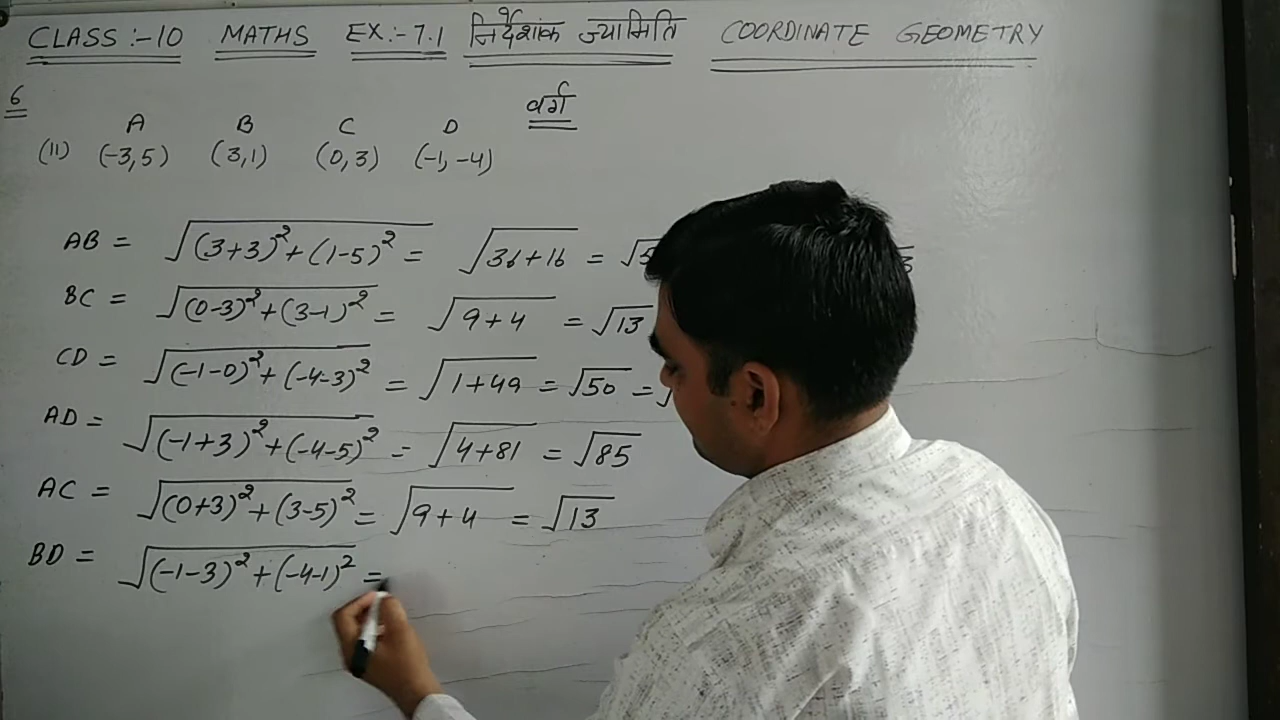 CLASS :-10 MATHS EX:-7.1 निर्देशांक ज्यामिति COORDINATE GEOMETRY
6 वर्ग
A B C D
(11) (-3,5) (3,1) (0,3) (-1,-4)
AB = √(3+3)²+(1-5)² = √36+16 = √5
BC = √(0-3)²+(3-1)² = √9+4 = √13
CD = √(-1-0)²+(-4-3)² = √1+49 = √50 = √
AD = √(-1+3)²+(-4-5)² = √4+81 = √85
AC = √(0+3)²+(3-5)² = √9+4 = √13
BD = √(-1-3)²+(-4-1)² =